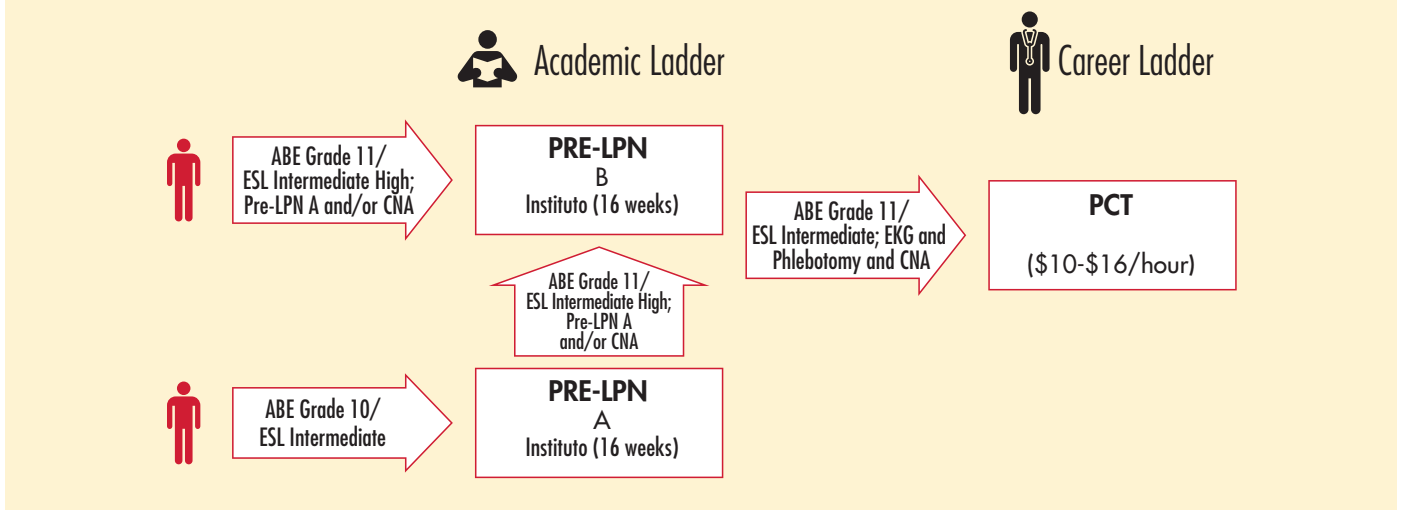 Academic Ladder
Career Ladder
ABE Grade 11/
ESL Intermediate High;
Pre-LPN A and/or CNA
PRE-LPN
B
Instituto (16 weeks)
ABE Grade 11/
ESL Intermediate; EKG and
Phlebotomy and CNA
PCT
($10-$16/hour)
ABE Grade 11/
ESL Intermediate High;
Pre-LPN A
and/or CNA
ABE Grade 10/
ESL Intermediate
PRE-LPN
A
Instituto (16 weeks)